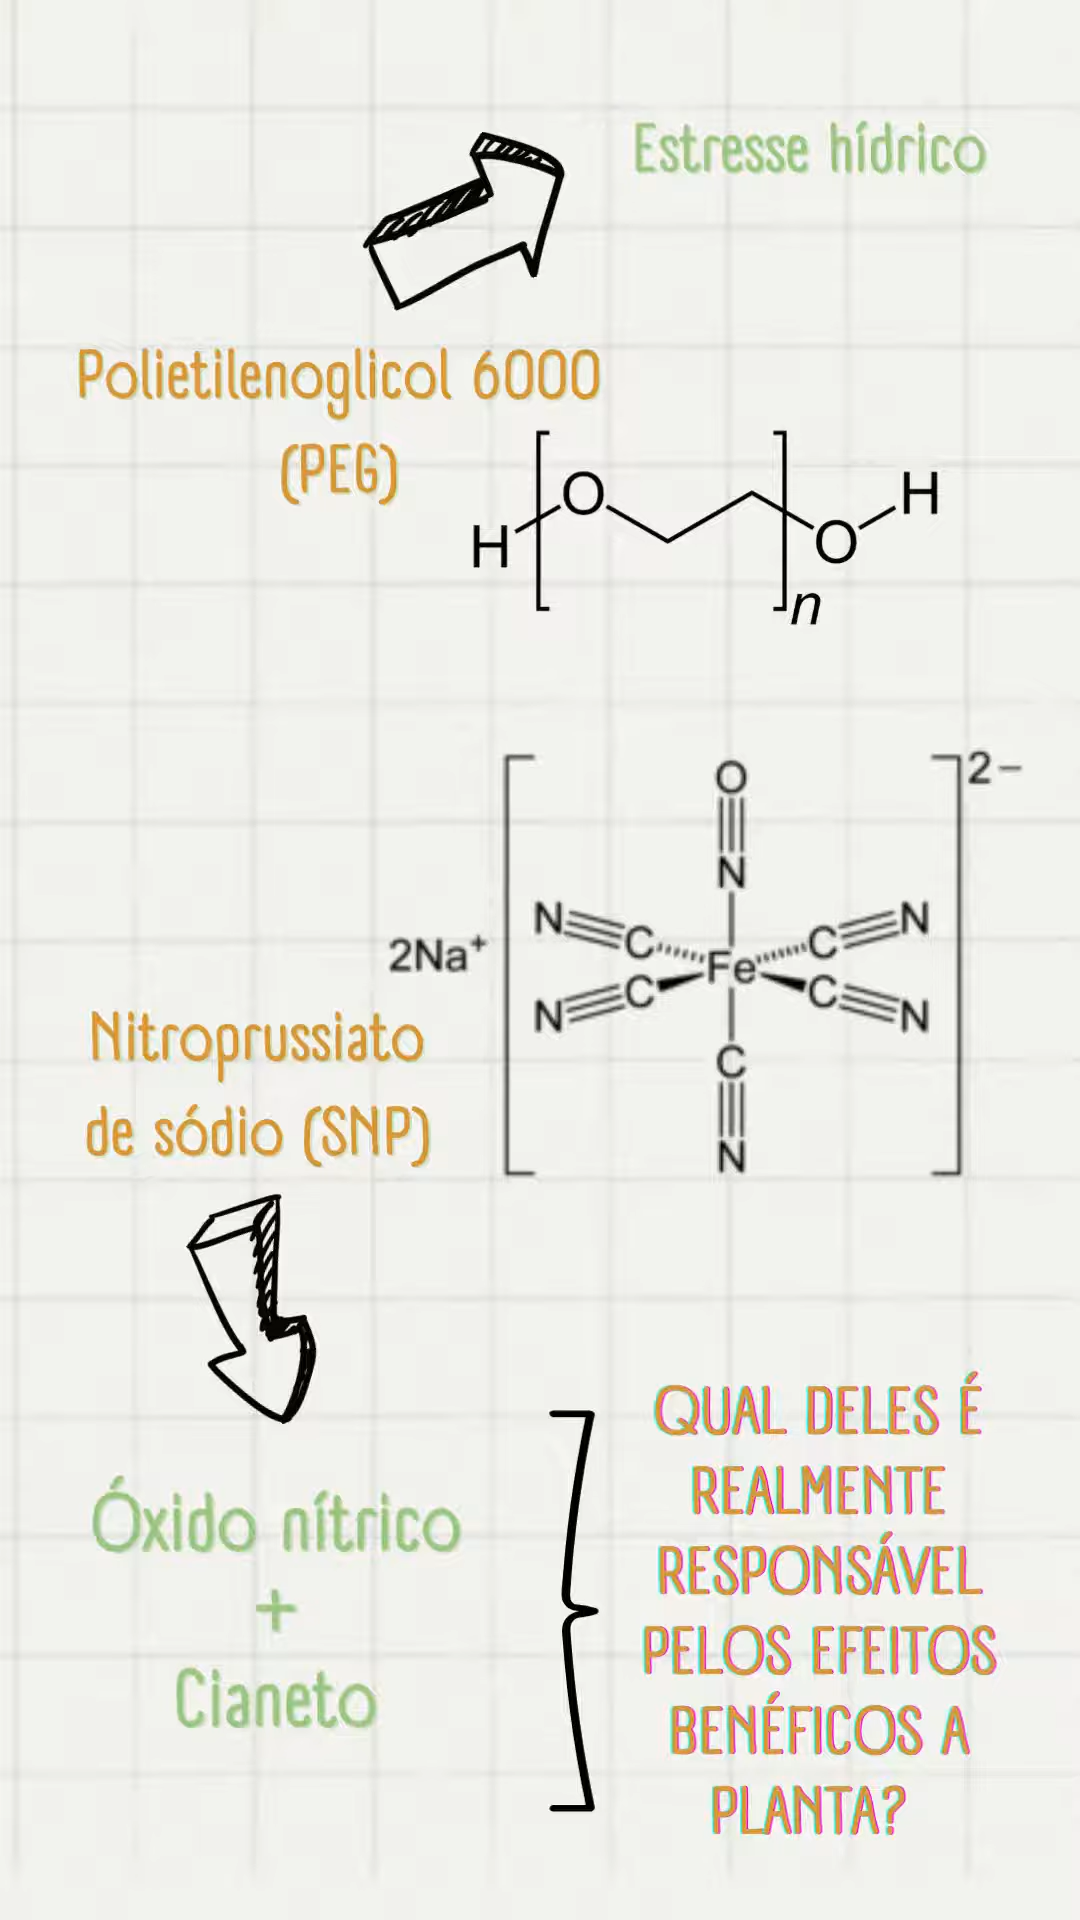 Estresse hídrico
Polietilenoglicol 6000
(PEG)
H
O
O
H
n
2Na⁺
2−
O
N
N
C
C
N
Fe
N
C
C
N
C
N
Nitroprussiato
de sódio (SNP)
Óxido nítrico
+
Cianeto
QUAL DELES É
REALMENTE
RESPONSÁVEL
PELOS EFEITOS
BENÉFICOS A
PLANTA?